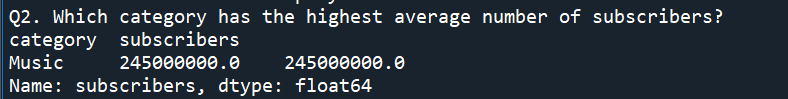 Q2. Which category has the highest average number of subscribers?
category  subscribers
Music     245000000.0    245000000.0
Name: subscribers, dtype: float64